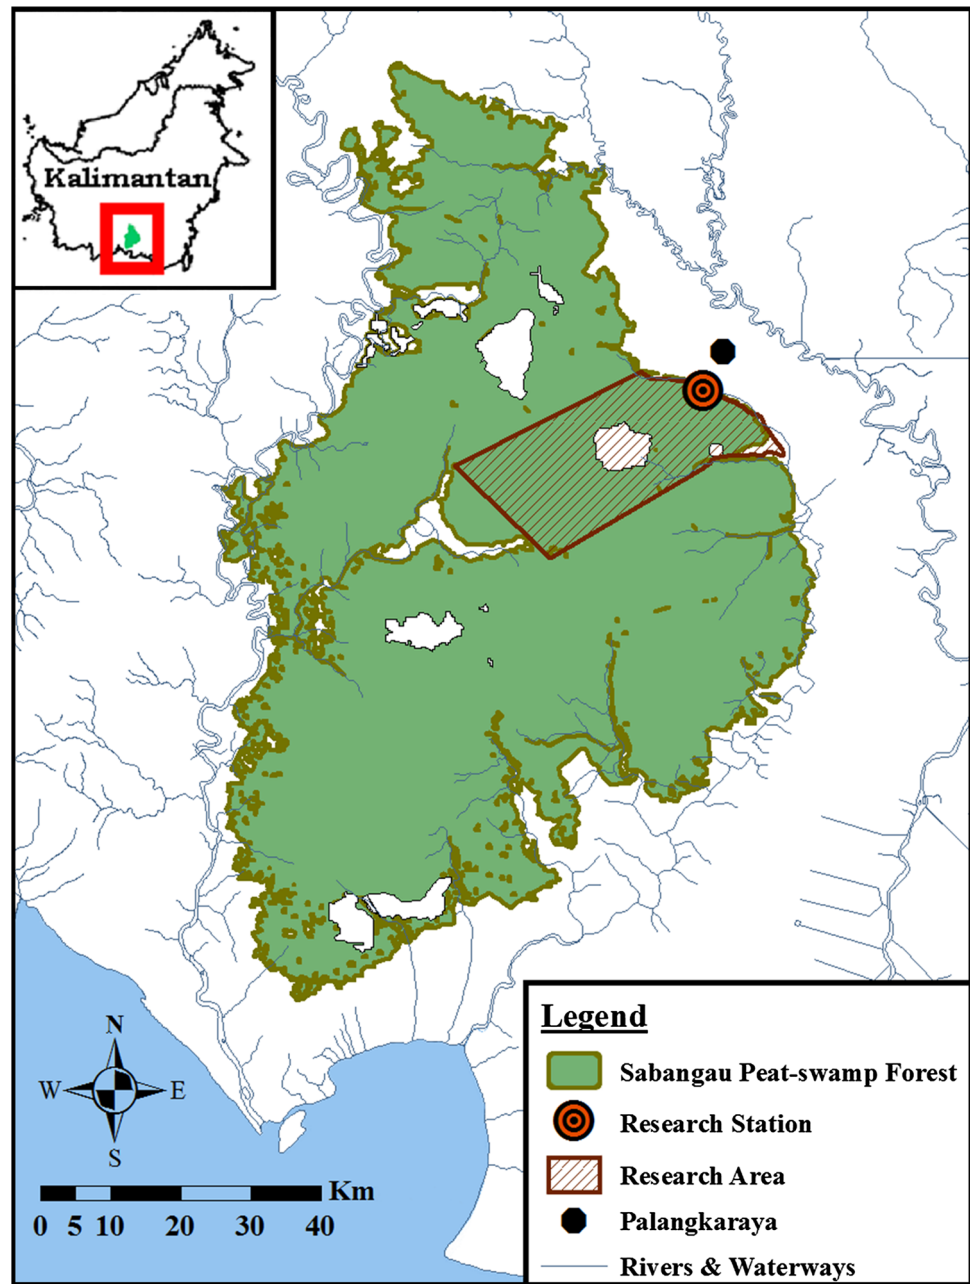 Kalimantan
N
W E
S
Km
0 5 10 20 30 40
Legend
Sabangau Peat-swamp Forest
Research Station
Research Area
Palangkaraya
Rivers & Waterways